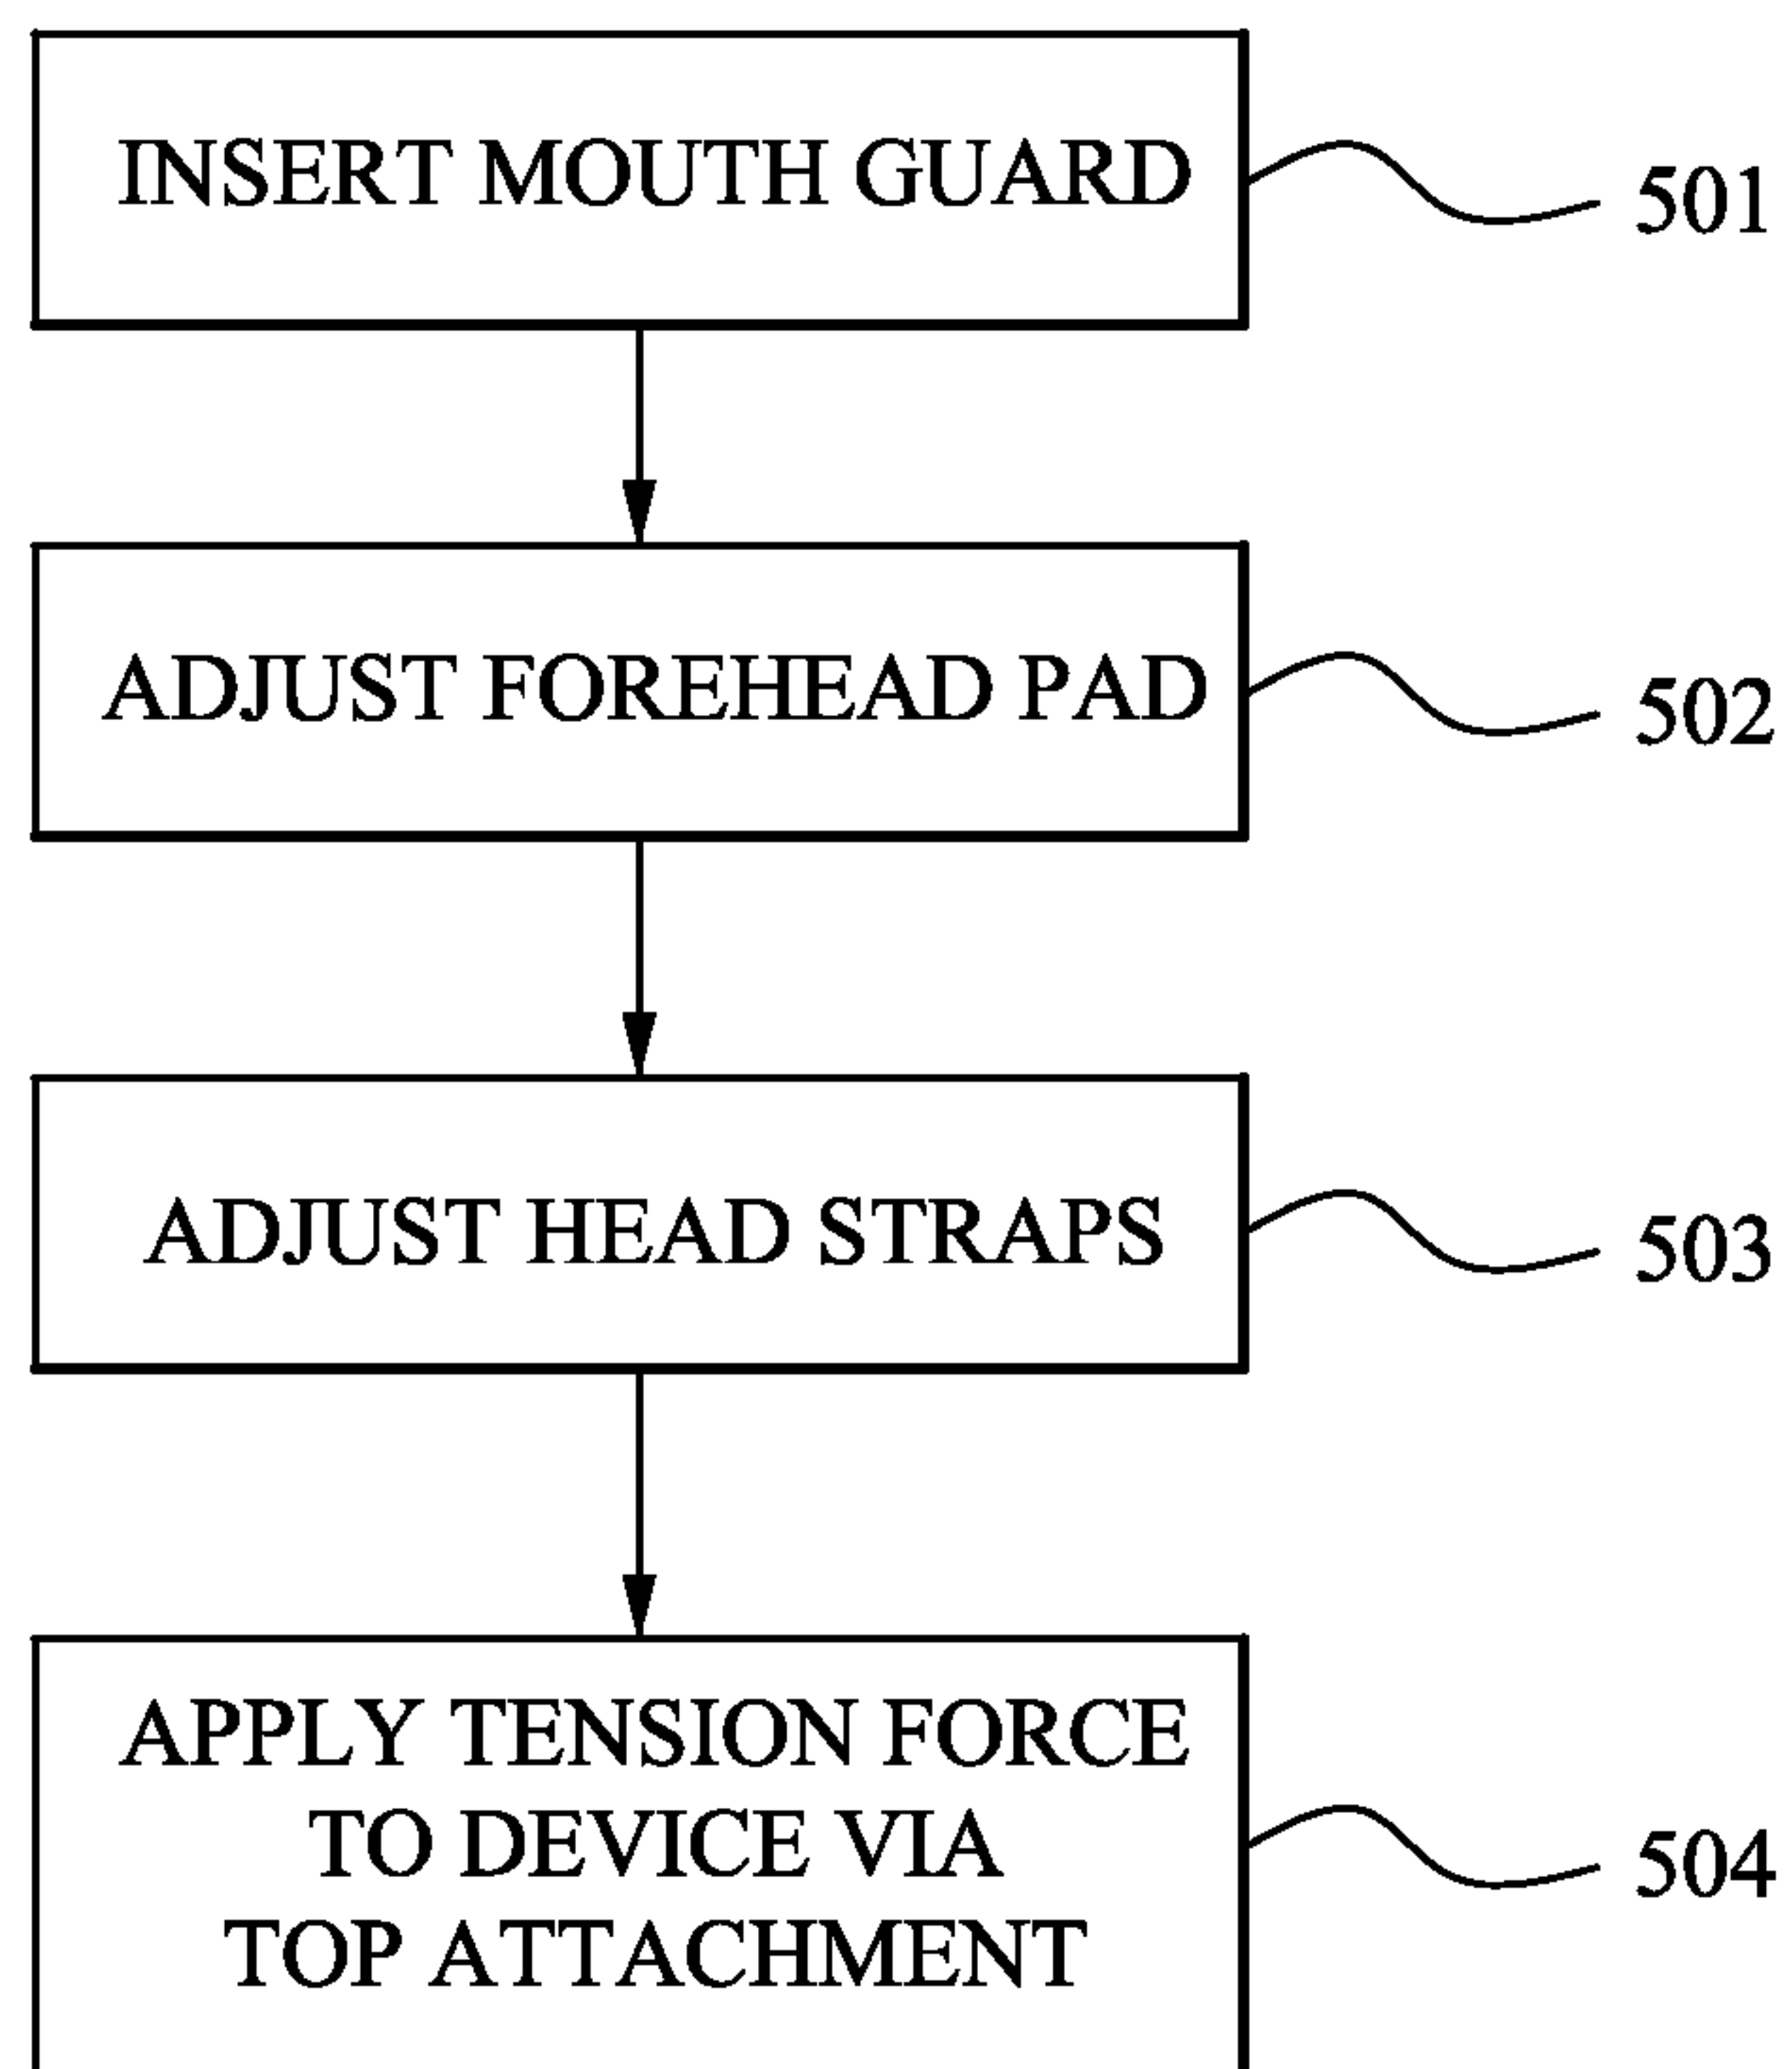 INSERT MOUTH GUARD
501
ADJUST FOREHEAD PAD
502
ADJUST HEAD STRAPS
503
APPLY TENSION FORCE
TO DEVICE VIA
TOP ATTACHMENT
504